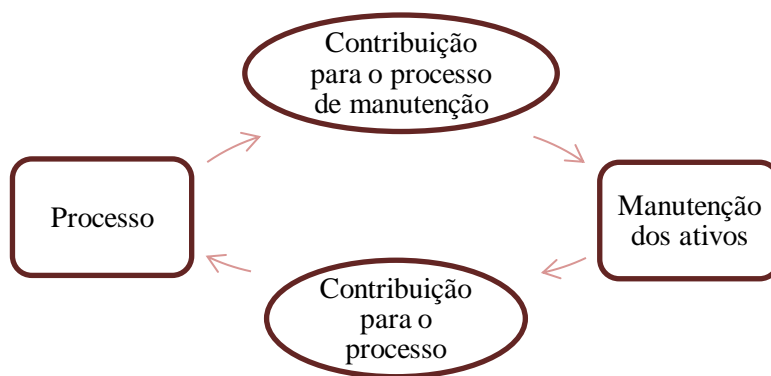 Contribuição
para o processo
de manutenção
Processo
Manutenção
dos ativos
Contribuição
para o
processo